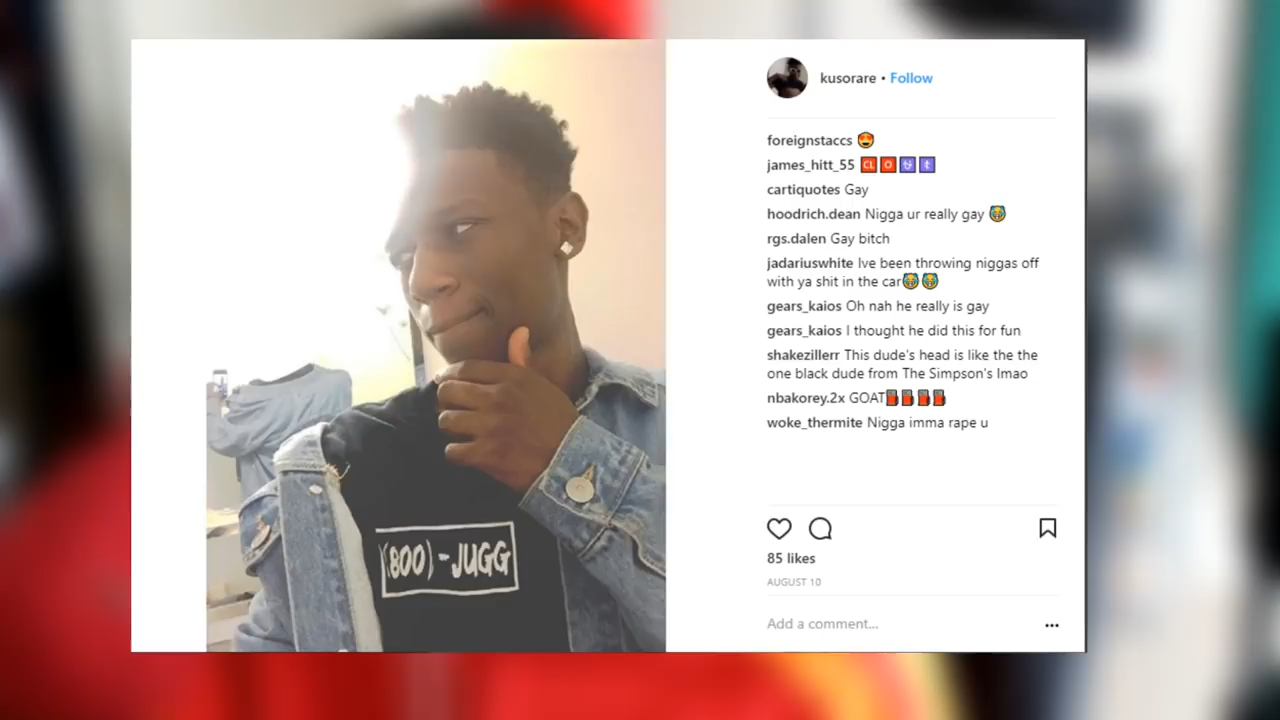 kusorare • Follow
foreignstaccs 😍
james_hitt_55 🆑🅾⛎✝
cartiquotes Gay
hoodrich.dean Nigga ur really gay 😹
rgs.dalen Gay bitch
jadariuswhite Ive been throwing niggas off
with ya shit in the car😹😹
gears_kaios Oh nah he really is gay
gears_kaios I thought he did this for fun
shakezillerr This dude's head is like the the
one black dude from The Simpson's lmao
nbakorey.2x GOAT⛽⛽⛽⛽
woke_thermite Nigga imma rape u
(800)-JUGG
85 likes
AUGUST 10
Add a comment...